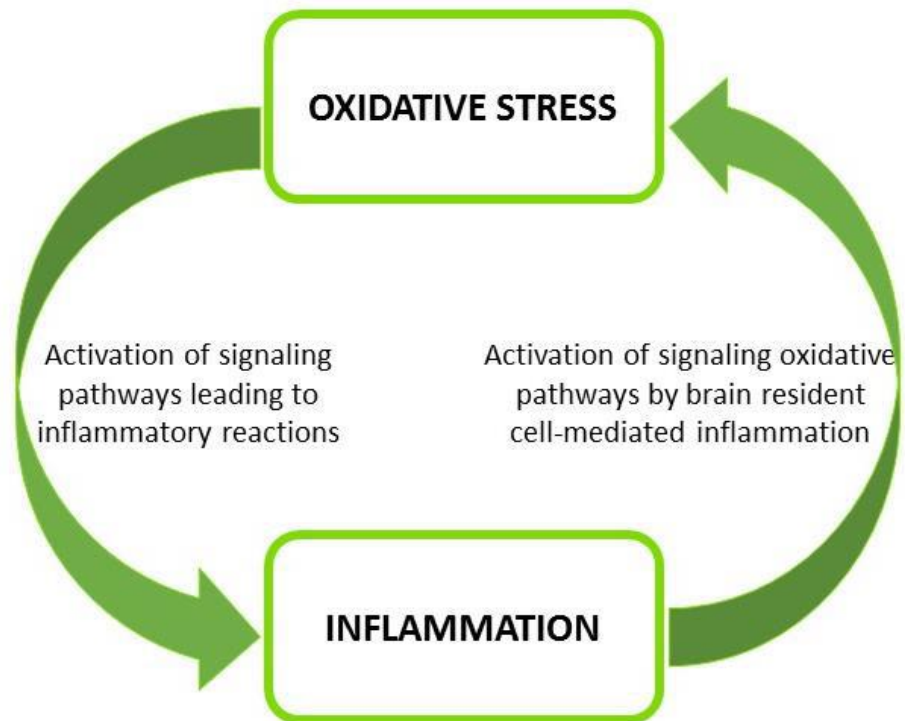 OXIDATIVE STRESS
Activation of signaling
pathways leading to
inflammatory reactions
Activation of signaling oxidative
pathways by brain resident
cell-mediated inflammation
INFLAMMATION